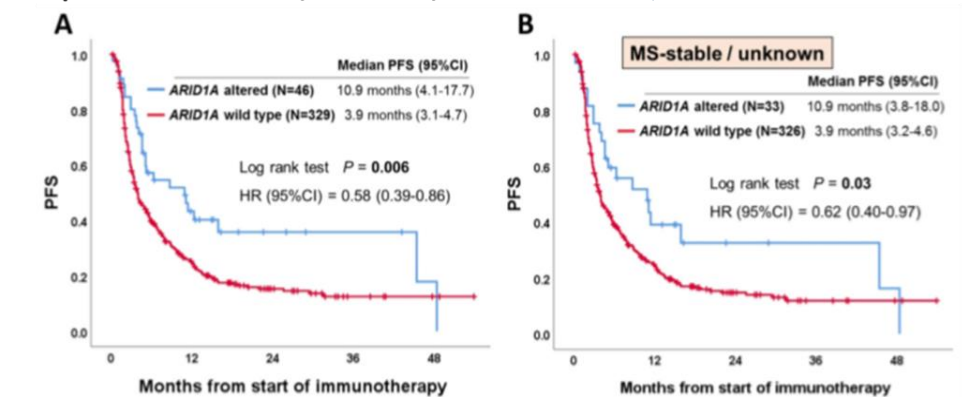 A
Median PFS (95%CI)
ARID1A altered (N=46) 10.9 months (4.1-17.7)
ARID1A wild type (N=329) 3.9 months (3.1-4.7)
Log rank test P = 0.006
HR (95%CI) = 0.58 (0.39-0.86)
PFS
1.0
0.8
0.6
0.4
0.2
0.0
0 12 24 36 48
Months from start of immunotherapy
B
MS-stable / unknown
Median PFS (95%CI)
ARID1A altered (N=33) 10.9 months (3.8-18.0)
ARID1A wild type (N=326) 3.9 months (3.2-4.6)
Log rank test P = 0.03
HR (95%CI) = 0.62 (0.40-0.97)
PFS
1.0
0.8
0.6
0.4
0.2
0.0
0 12 24 36 48
Months from start of immunotherapy